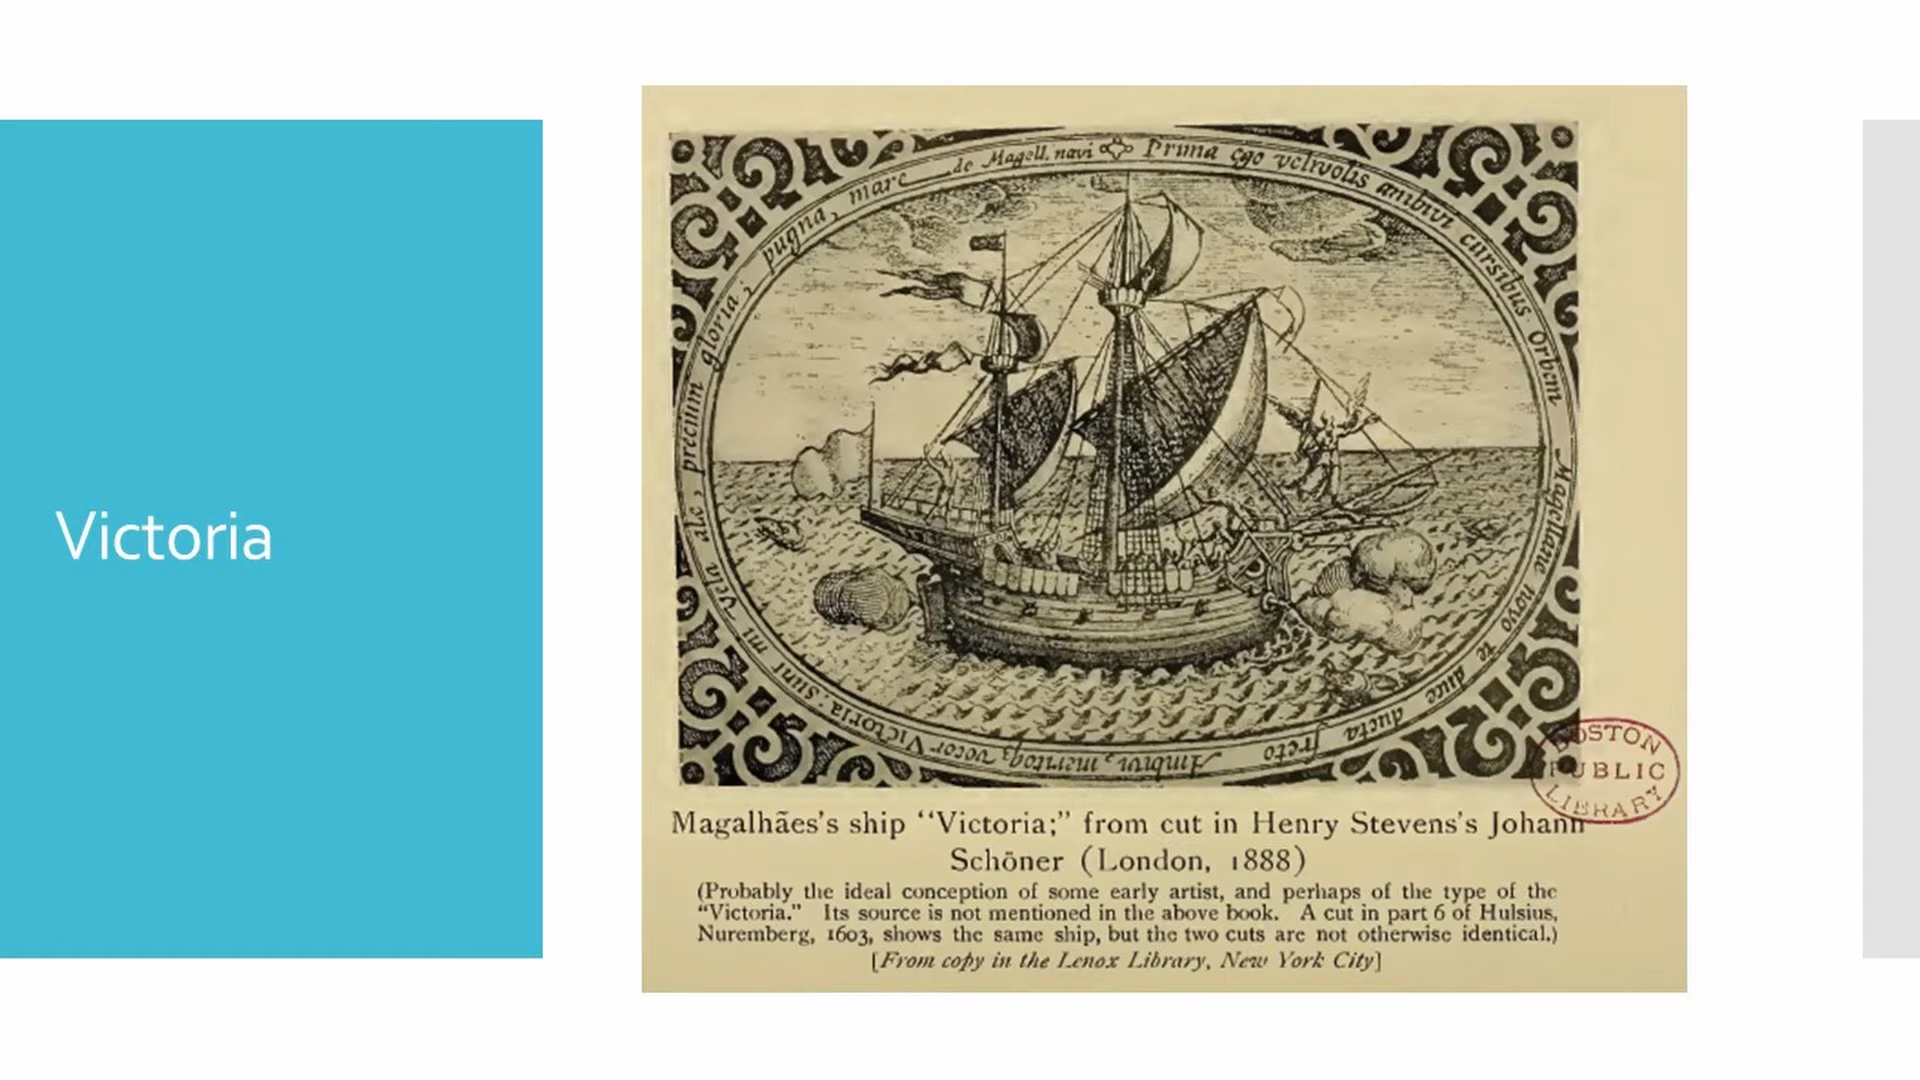 Victoria
Prima ego velivolis ambivi cursibus Orbem
Magellane novo te duce ducta freto
Ambivi, meritoq3 vocor Victoria: sunt mi
Vela alę, precium gloria; pugna, mare
de Magell. navi
BOSTON
PUBLIC
LIBRARY
Magalhães's ship "Victoria;" from cut in Henry Stevens's Johann
Schöner (London, 1888)
(Probably the ideal conception of some early artist, and perhaps of the type of the
"Victoria." Its source is not mentioned in the above book. A cut in part 6 of Hulsius,
Nuremberg, 1603, shows the same ship, but the two cuts are not otherwise identical.)
[From copy in the Lenox Library, New York City]